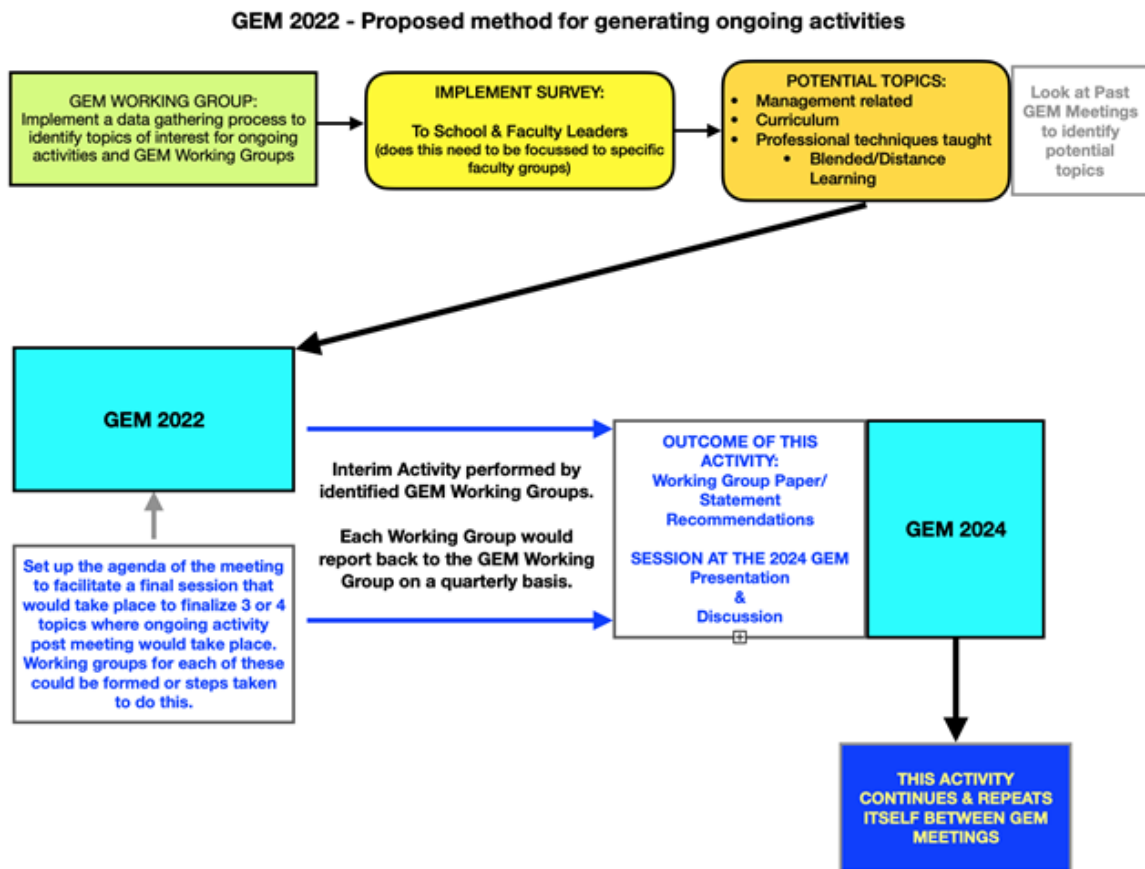 GEM 2022 - Proposed method for generating ongoing activities
GEM WORKING GROUP:
Implement a data gathering process to
identify topics of interest for ongoing
activities and GEM Working Groups
IMPLEMENT SURVEY:
To School & Faculty Leaders
(does this need to be focussed to specific
faculty groups)
POTENTIAL TOPICS:
• Management related
• Curriculum
• Professional techniques taught
• Blended/Distance
Learning
Look at Past
GEM Meetings
to identify
potential
topics
GEM 2022
Set up the agenda of the meeting
to facilitate a final session that
would take place to finalize 3 or 4
topics where ongoing activity
post meeting would take place.
Working groups for each of these
could be formed or steps taken
to do this.
Interim Activity performed by
identified GEM Working Groups.
Each Working Group would
report back to the GEM Working
Group on a quarterly basis.
OUTCOME OF THIS
ACTIVITY:
Working Group Paper/
Statement
Recommendations
SESSION AT THE 2024 GEM
Presentation
&
Discussion
GEM 2024
THIS ACTIVITY
CONTINUES & REPEATS
ITSELF BETWEEN GEM
MEETINGS